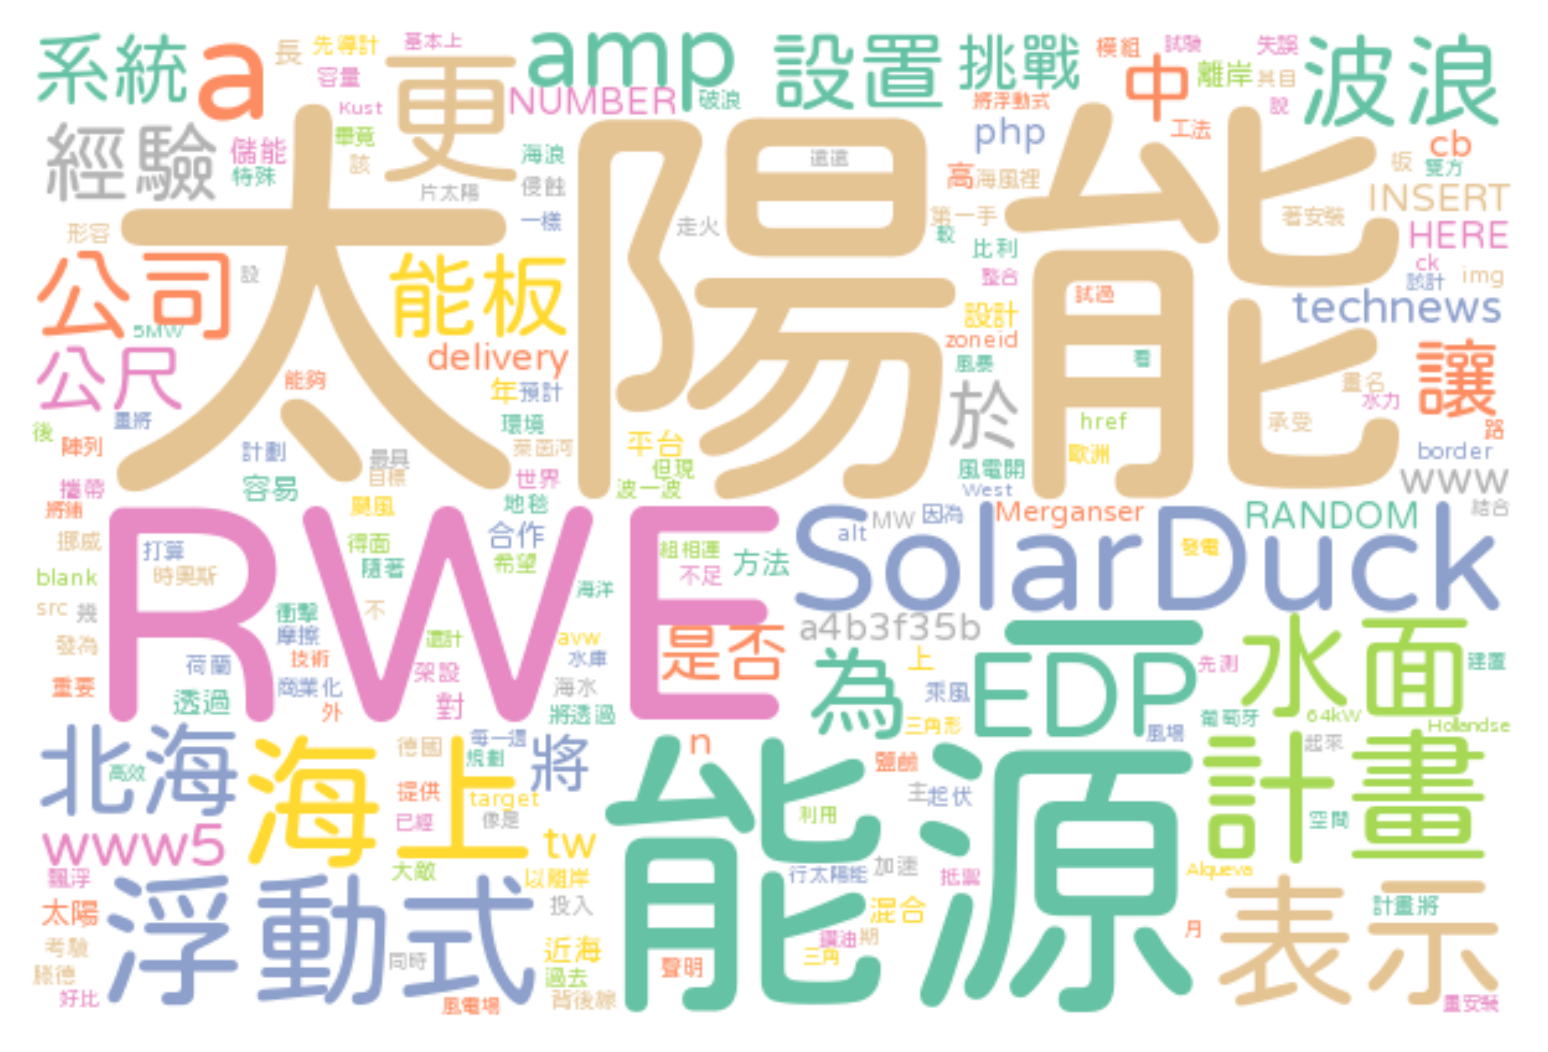 系統
a
長
先導計
基本上
amp
設置
挑戰
模組
試驗
中
離岸
失誤
其目
波浪
容量
Kust
更
NUMBER
破浪
將浮動式
說
經驗
儲能
特殊
畢竟
該
海浪
php
工法
cb
板
雙方
片太陽
侵蝕
遠遠
高
海風裡
INSERT
形容
一樣
走火
第一手
較
比利
著安裝
HERE
太陽能
公司
設
能板
整合
ck
該計
img
試過
5MW
設計
technews
delivery
zoneid
公尺
能夠
年
預計
風暴
看
讓
畫名
水力
後
畫將
環境
於
href
承受
路
陣列
計劃
最具
目標
萊茵河
平台
但現
歐洲
border
攜帶
容易
世界
波一波
風電開
West
www
將鋪
颶風
地毯
結合
RWE
SolarDuck
alt
MW
因為
Merganser
RANDOM
挪威
打算
得面
合作
組相連
方法
發電
blank
時奧斯
隨著
希望
不足
src
幾
衝擊
不
海洋
a4b3f35b
發為
摩擦
還計
avw
是否
上
EDP
水面
荷蘭
技術
架設
水庫
為
先測
建置
重要
商業化
海水
乘風
透過
外
對
將透過
三角形
風場
葡萄牙
64kW
Hollandse
北海
高效
海上
德國
每一邊
規劃
將
n
鹽鹼
能源
計畫
起來
提供
target
主
起伏
www5
已經
像是
tw
利用
空間
飄浮
大敵
以離岸
行太陽能
加速
抵禦
Alqueva
太陽
浮動式
投入
混合
表示
計畫將
考驗
近海
鑽油
期
月
滕德
同時
過去
聲明
三角
好比
風電場
背後線
畫安裝